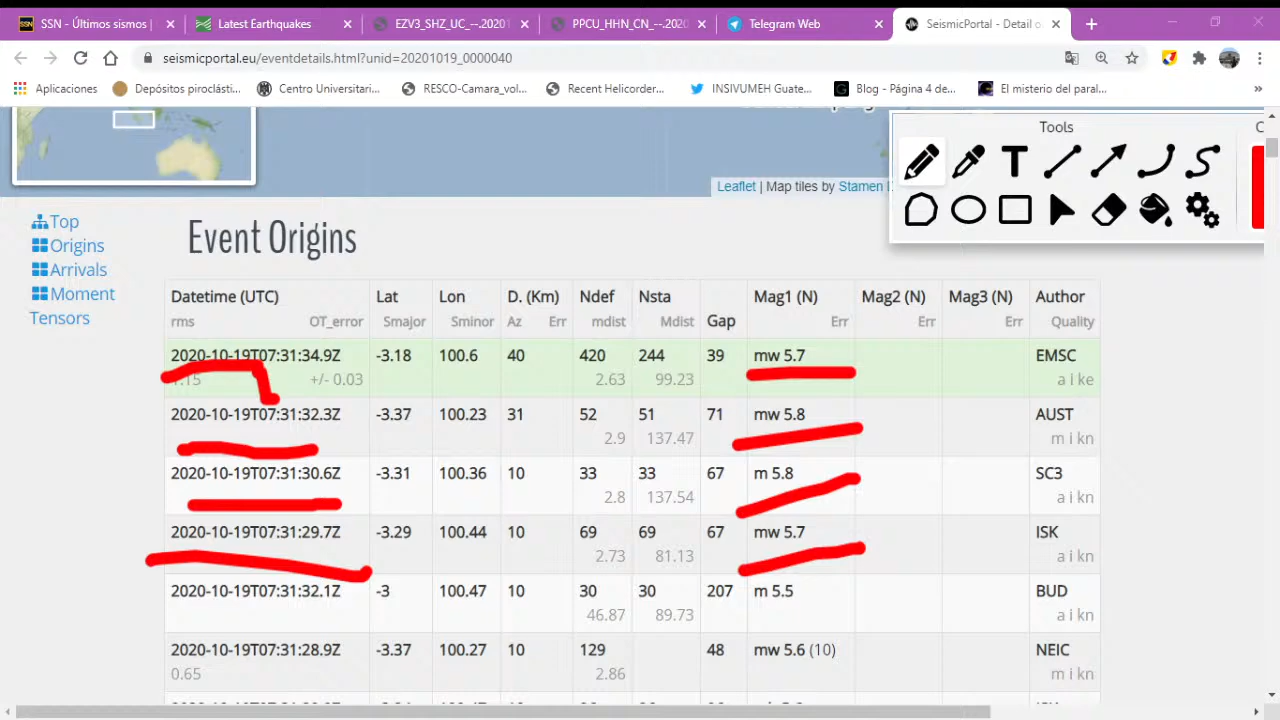 SSN - Últimos sismos |
Latest Earthquakes
EZV3_SHZ_UC_--.2020
PPCU_HHN_CN_--.2020
Telegram Web
SeismicPortal - Detail o
seismicportal.eu/eventdetails.html?unid=20201019_0000040
Aplicaciones
Depósitos piroclásti...
Centro Universitari...
RESCO-Camara_vol...
Recent Helicorder...
INSIVUMEH Guate...
Blog - Página 4 de...
El misterio del paral...
»
Tools
T
Leaflet | Map tiles by Stamen
Top
Origins
Arrivals
Moment
Tensors
Event Origins
Datetime (UTC) Lat Lon D. (Km) Ndef Nsta Gap Mag1 (N) Mag2 (N) Mag3 (N) Author
rms OT_error Smajor Sminor Az Err mdist Mdist Err Err Err Quality
2020-10-19T07:31:34.9Z -3.18 100.6 40 420 244 39 mw 5.7 EMSC
1.15 +/- 0.03 2.63 99.23 a i ke
2020-10-19T07:31:32.3Z -3.37 100.23 31 52 51 71 mw 5.8 AUST
2.9 137.47 m i kn
2020-10-19T07:31:30.6Z -3.31 100.36 10 33 33 67 m 5.8 SC3
2.8 137.54 a i kn
2020-10-19T07:31:29.7Z -3.29 100.44 10 69 69 67 mw 5.7 ISK
2.73 81.13 a i kn
2020-10-19T07:31:32.1Z -3 100.47 10 30 30 207 m 5.5 BUD
46.87 89.73 a i kn
2020-10-19T07:31:28.9Z -3.37 100.27 10 129 48 mw 5.6 (10) NEIC
0.65 2.86 m i kn